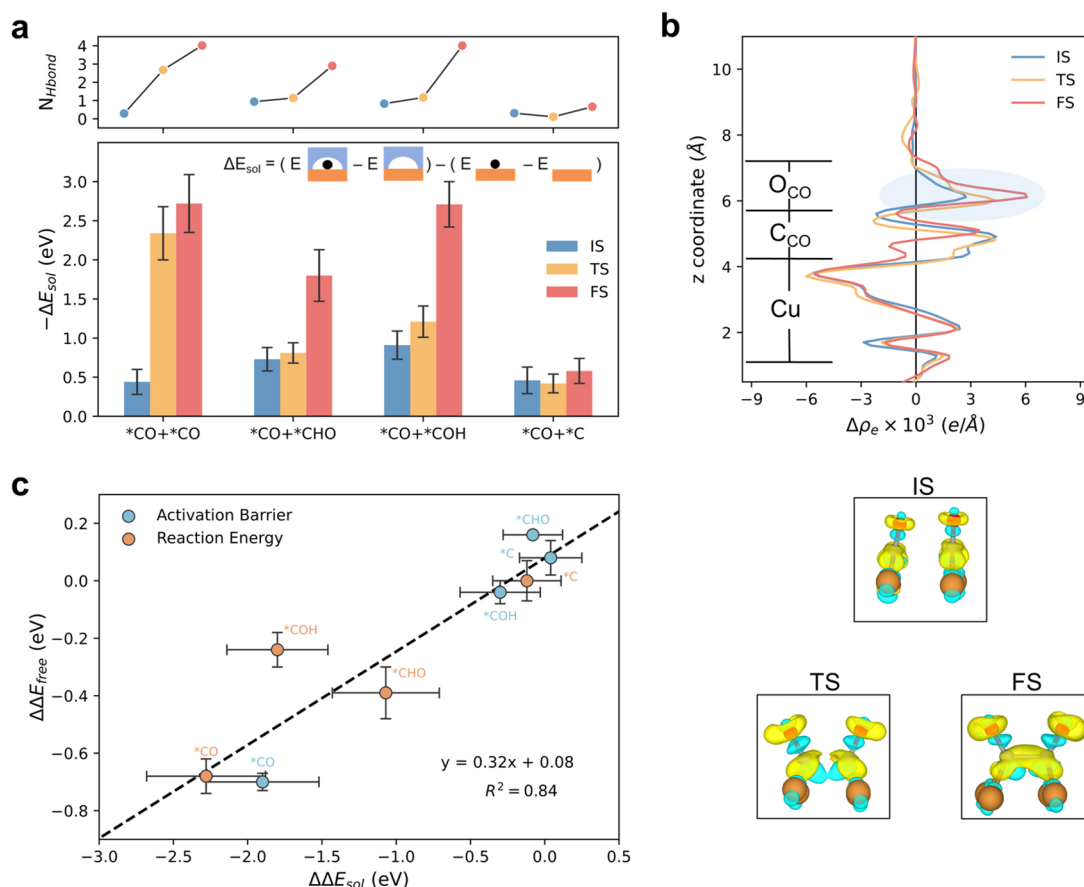 a
N_Hbond
4
3
2
1
0
ΔE_sol = ( E − E ) − ( E − E )
−ΔE_sol (eV)
3.0
2.5
2.0
1.5
1.0
0.5
0.0
IS
TS
FS
*CO+*CO *CO+*CHO *CO+*COH *CO+*C
b
z coordinate (Å)
10
8
6
4
2
IS
TS
FS
O_CO
C_CO
Cu
−9 −6 −3 0 3 6 9
Δρ_e × 10³ (e/Å)
c
ΔΔE_free (eV)
0.2
0.0
−0.2
−0.4
−0.6
−0.8
Activation Barrier
Reaction Energy
*CHO
*C
*C
*COH
*COH
*CHO
*CO
*CO
y = 0.32x + 0.08
R² = 0.84
−3.0 −2.5 −2.0 −1.5 −1.0 −0.5 0.0 0.5
ΔΔE_sol (eV)
IS
TS FS